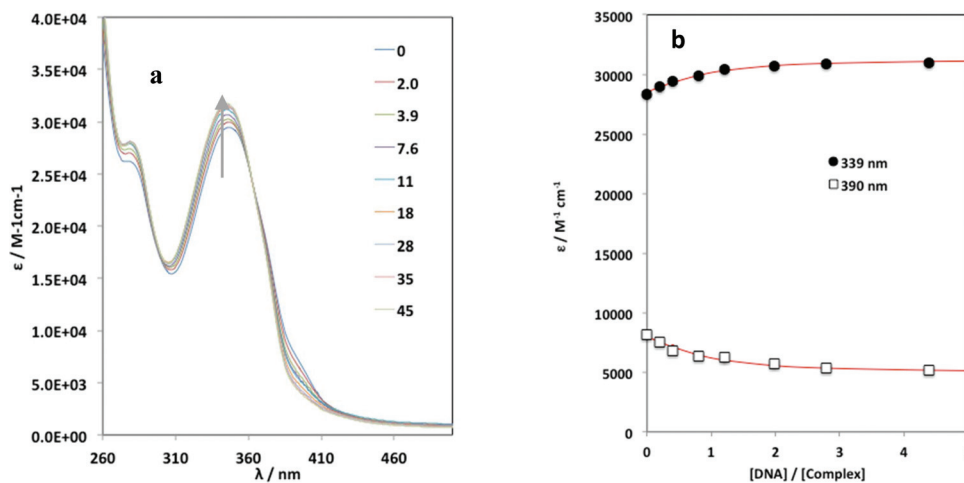 a
4.0E+04
3.5E+04
3.0E+04
2.5E+04
2.0E+04
1.5E+04
1.0E+04
5.0E+03
0.0E+00
ε / M-1cm-1
260 310 360 410 460
λ / nm
0
2.0
3.9
7.6
11
18
28
35
45
b
35000
30000
25000
20000
15000
10000
5000
0
ε / M⁻¹ cm⁻¹
339 nm
390 nm
0 1 2 3 4
[DNA] / [Complex]